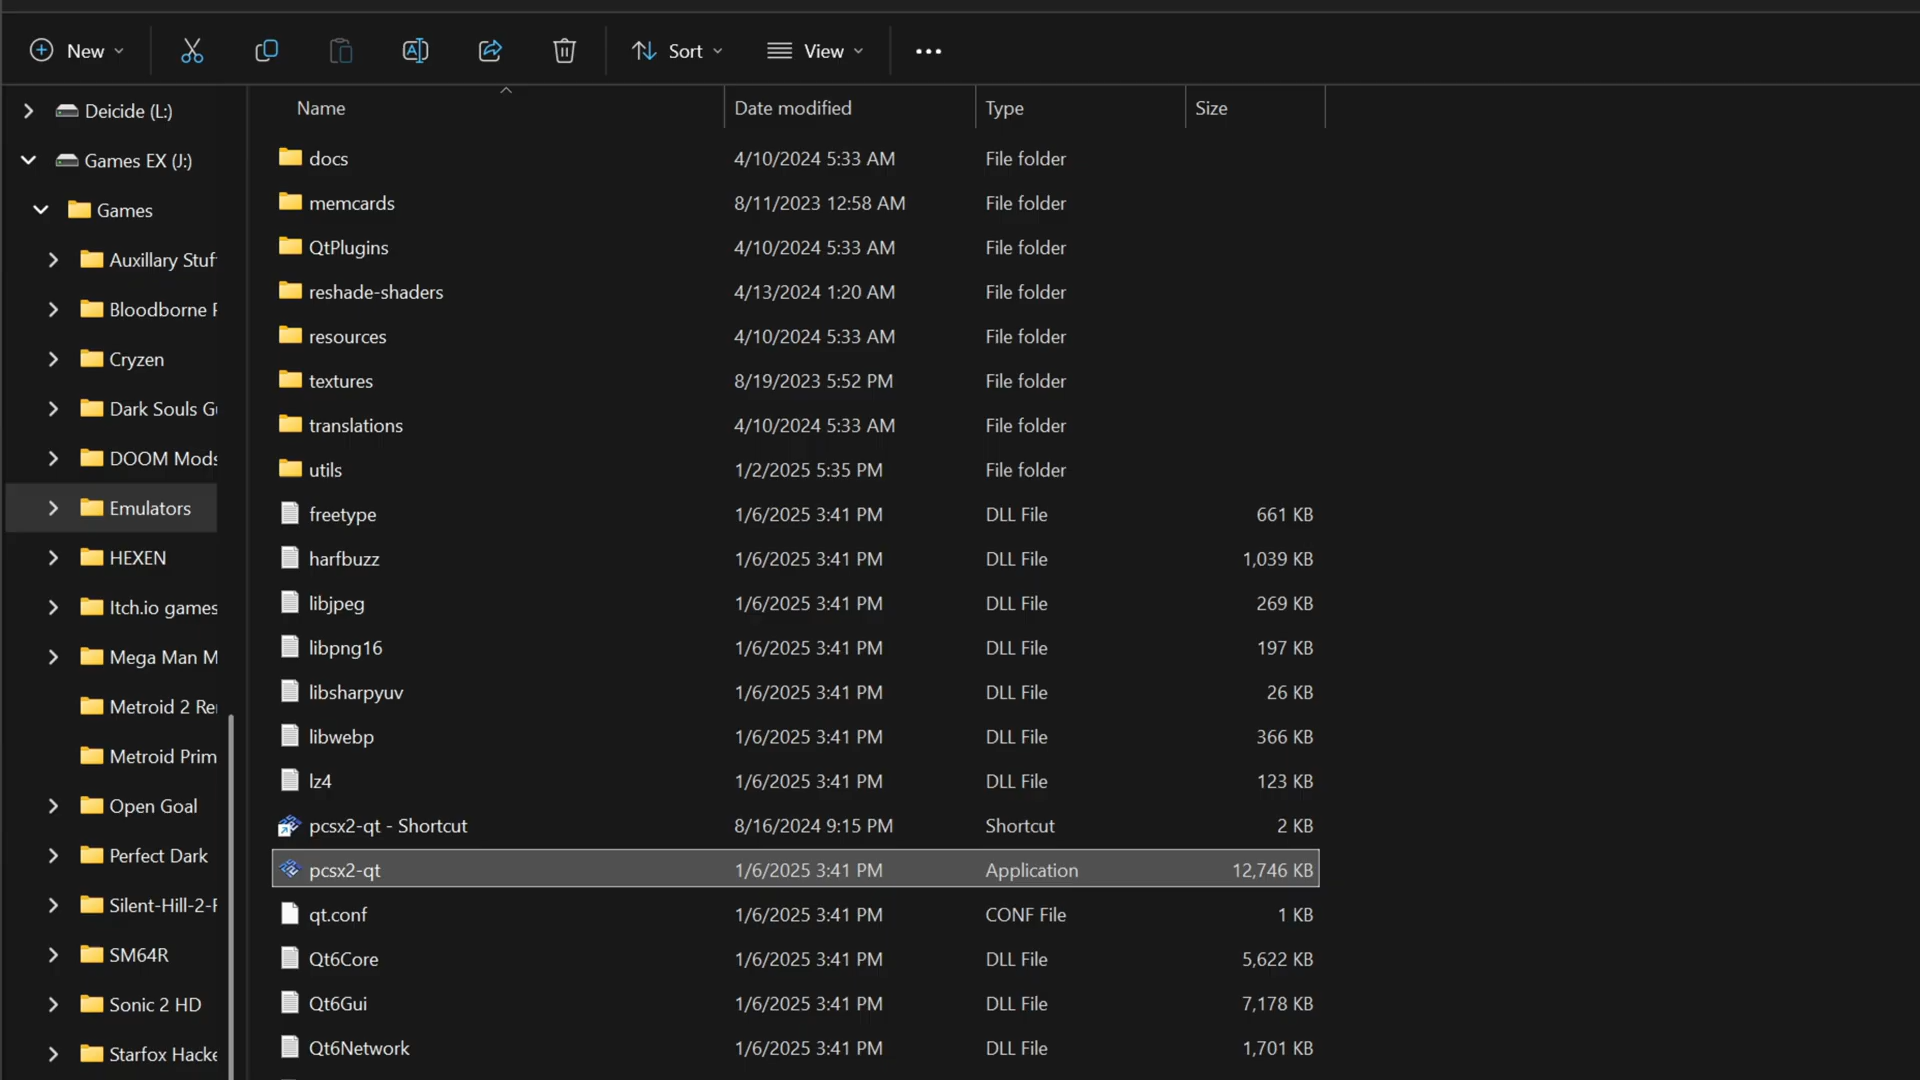 New
Sort
View
Deicide (L:)
Games EX (J:)
Games
Auxillary Stuf
Bloodborne F
Cryzen
Dark Souls G
DOOM Mods
Emulators
HEXEN
Itch.io games
Mega Man M
Metroid 2 Re
Metroid Prim
Open Goal
Perfect Dark
Silent-Hill-2-F
SM64R
Sonic 2 HD
Starfox Hacke
Name Date modified Type Size
docs 4/10/2024 5:33 AM File folder
memcards 8/11/2023 12:58 AM File folder
QtPlugins 4/10/2024 5:33 AM File folder
reshade-shaders 4/13/2024 1:20 AM File folder
resources 4/10/2024 5:33 AM File folder
textures 8/19/2023 5:52 PM File folder
translations 4/10/2024 5:33 AM File folder
utils 1/2/2025 5:35 PM File folder
freetype 1/6/2025 3:41 PM DLL File 661 KB
harfbuzz 1/6/2025 3:41 PM DLL File 1,039 KB
libjpeg 1/6/2025 3:41 PM DLL File 269 KB
libpng16 1/6/2025 3:41 PM DLL File 197 KB
libsharpyuv 1/6/2025 3:41 PM DLL File 26 KB
libwebp 1/6/2025 3:41 PM DLL File 366 KB
lz4 1/6/2025 3:41 PM DLL File 123 KB
pcsx2-qt - Shortcut 8/16/2024 9:15 PM Shortcut 2 KB
pcsx2-qt 1/6/2025 3:41 PM Application 12,746 KB
qt.conf 1/6/2025 3:41 PM CONF File 1 KB
Qt6Core 1/6/2025 3:41 PM DLL File 5,622 KB
Qt6Gui 1/6/2025 3:41 PM DLL File 7,178 KB
Qt6Network 1/6/2025 3:41 PM DLL File 1,701 KB